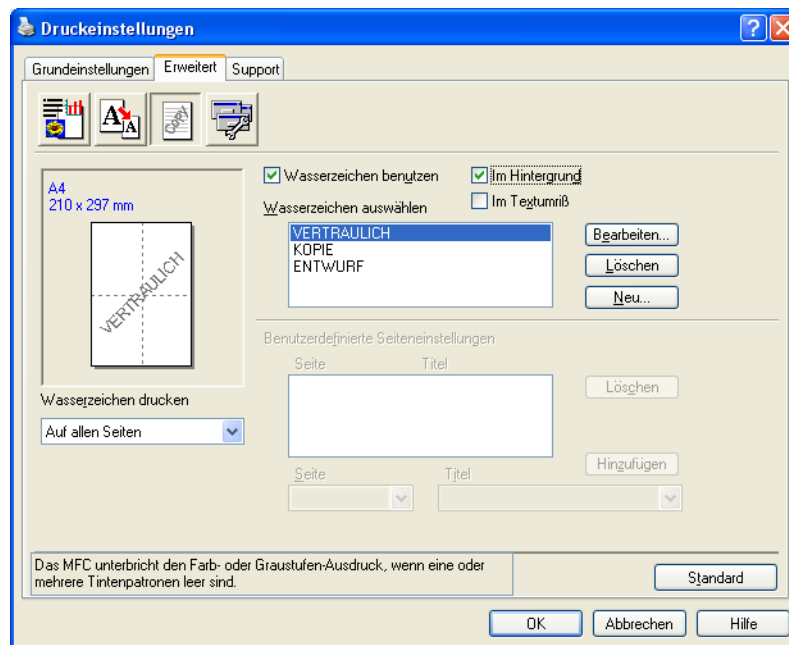 Druckeinstellungen
Grundeinstellungen Erweitert Support
A A COPY
A4
210 x 297 mm
VERTRAULICH
Wasserzeichen drucken
Auf allen Seiten
Wasserzeichen benutzen
Im Hintergrund
Wasserzeichen auswählen
Im Textumriß
VERTRAULICH
KOPIE
ENTWURF
Bearbeiten...
Löschen
Neu...
Benutzerdefinierte Seiteneinstellungen
Seite Titel
Löschen
Hinzufügen
Seite Titel
Das MFC unterbricht den Farb- oder Graustufen-Ausdruck, wenn eine oder
mehrere Tintenpatronen leer sind.
Standard
OK Abbrechen Hilfe